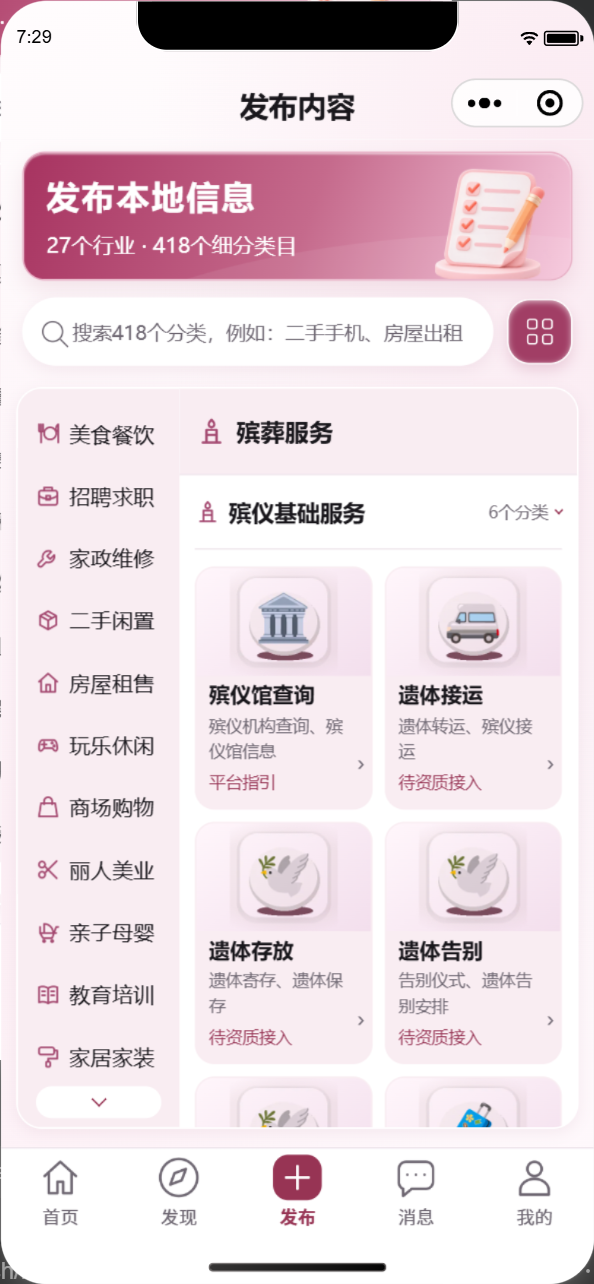 7:29
发布内容
发布本地信息
27个行业 · 418个细分类目
搜索418个分类，例如：二手手机、房屋出租
美食餐饮
招聘求职
家政维修
二手闲置
房屋租售
玩乐休闲
商场购物
丽人美业
亲子母婴
教育培训
家居家装
殡葬服务
殡仪基础服务
6个分类
殡仪馆查询
殡仪机构查询、殡
仪馆信息
平台指引
遗体接运
遗体转运、殡仪接
运
待资质接入
遗体存放
遗体寄存、遗体保
存
待资质接入
遗体告别
告别仪式、遗体告
别安排
待资质接入
首页
发现
发布
消息
我的